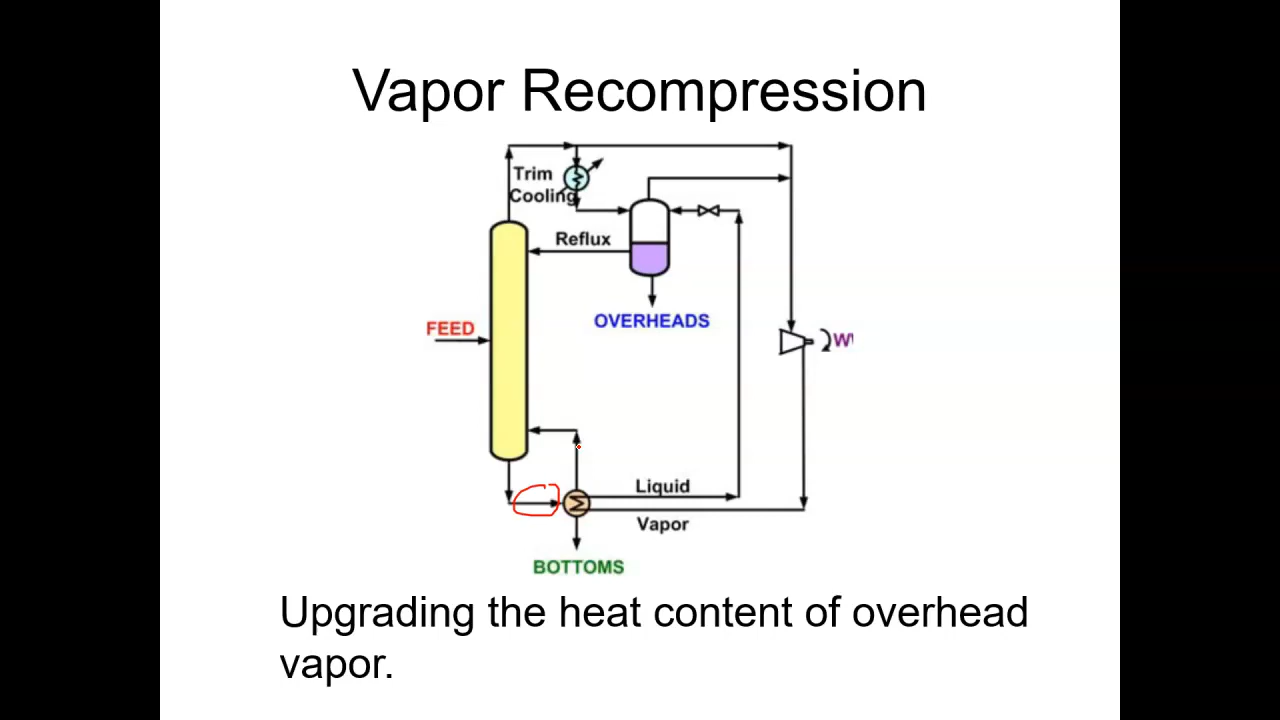 Vapor Recompression
Trim
Cooling
Reflux
OVERHEADS
FEED
Liquid
Vapor
BOTTOMS
Upgrading the heat content of overhead
vapor.